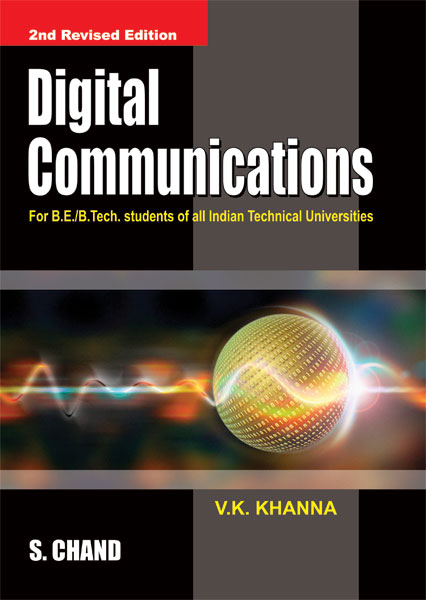 2nd Revised Edition
Digital
Communications
For B.E./B.Tech. students of all Indian Technical Universities
V.K. KHANNA
S. CHAND